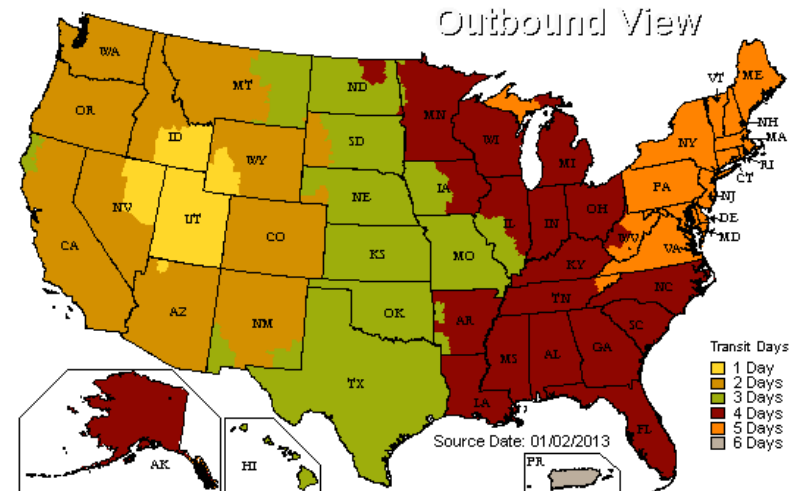 Outbound View
WA
MT
ND
MN
VT
ME
OR
ID
WY
SD
WI
MI
NY
NH
MA
RI
CT
NV
UT
NE
IA
PA
NJ
CA
CO
KS
MO
IL
IN
OH
WV
VA
DE
MD
KY
AZ
NM
OK
AR
TN
NC
SC
TX
LA
MS
AL
GA
FL
AK
HI
PR
Source Date: 01/02/2013
Transit Days
1 Day
2 Days
3 Days
4 Days
5 Days
6 Days